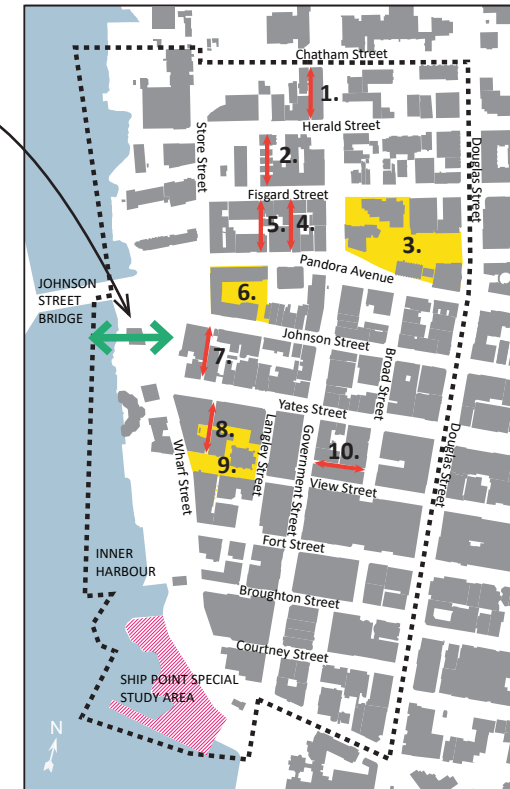 Chatham Street
1.
Herald Street
Store Street
2.
Douglas Street
Fisgard Street
5.
4.
3.
Pandora Avenue
6.
JOHNSON
STREET
BRIDGE
Johnson Street
7.
Broad Street
Yates Street
8.
Langley Street
Government Street
10.
Douglas Street
9.
Wharf Street
View Street
Fort Street
INNER
HARBOUR
Broughton Street
Courtney Street
SHIP POINT SPECIAL
STUDY AREA
N